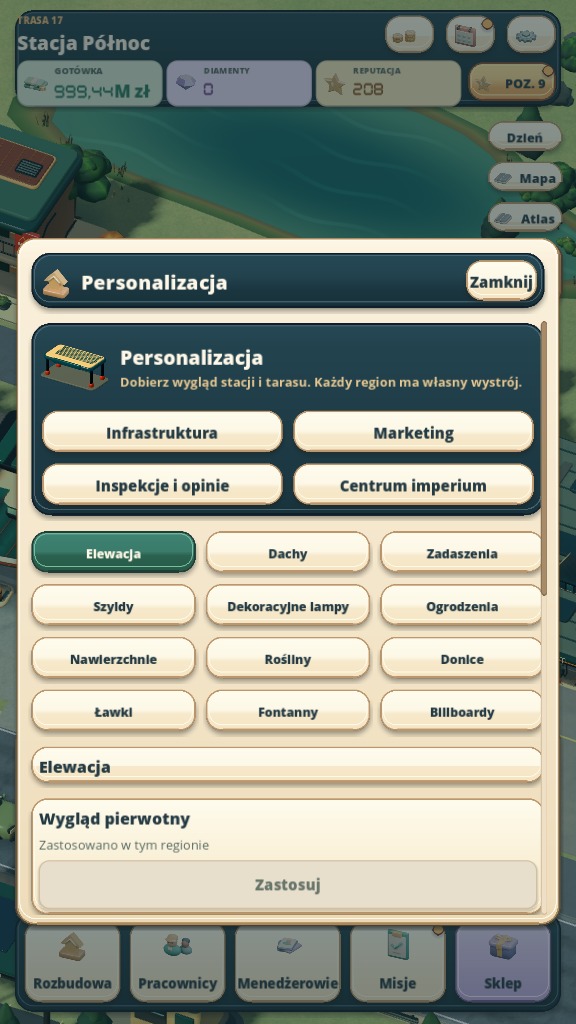 TRASA 17
Stacja Północ
GOTÓWKA
999,44M zł
DIAMENTY
0
REPUTACJA
208
POZ. 9
Dzień
Mapa
Atlas
Personalizacja
Zamknij
Personalizacja
Dobierz wygląd stacji i tarasu. Każdy region ma własny wystrój.
Infrastruktura
Marketing
Inspekcje i opinie
Centrum imperium
Elewacja
Dachy
Zadaszenia
Szyldy
Dekoracyjne lampy
Ogrodzenia
Nawierzchnie
Rośliny
Donice
Ławki
Fontanny
Billboardy
Elewacja
Wygląd pierwotny
Zastosowano w tym regionie
Zastosuj
Rozbudowa
Pracownicy
Menedżerowie
Misje
Sklep